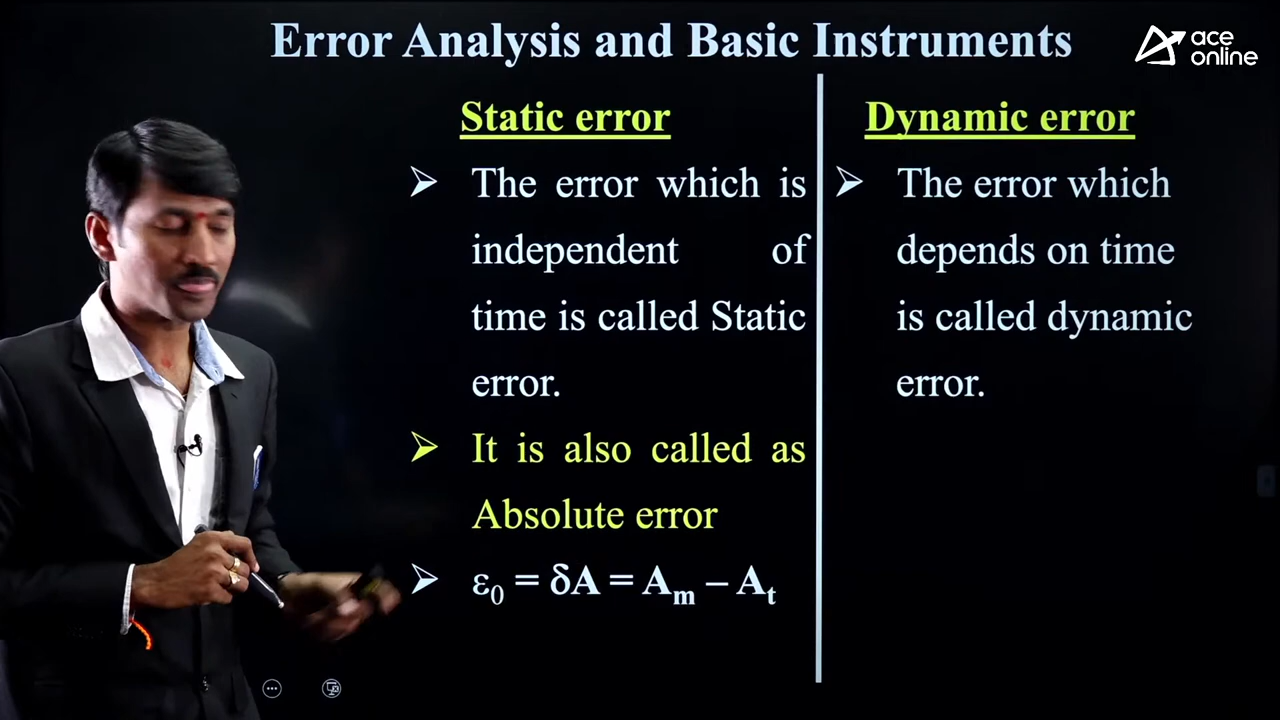 Error Analysis and Basic Instruments
ace
online
Static error
➢ The error which is
independent of
time is called Static
error.
➢ It is also called as
Absolute error
➢ ε₀ = δA = Aₘ – Aₜ
Dynamic error
➢ The error which
depends on time
is called dynamic
error.